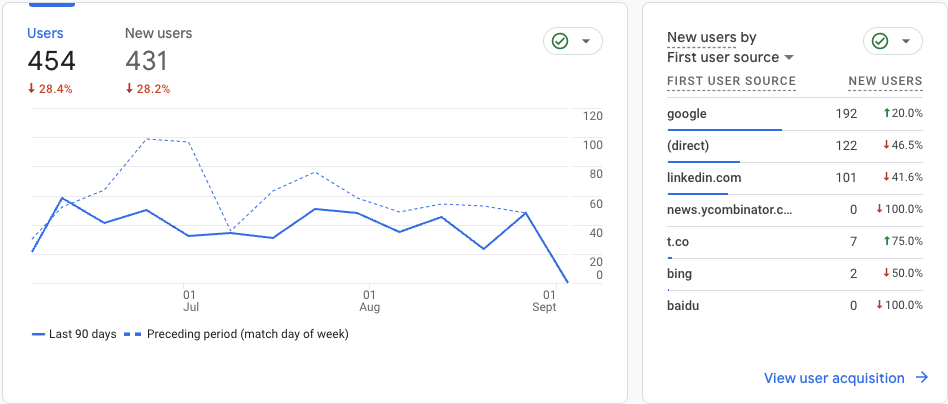 Users
454
↓ 28.4%
New users
431
↓ 28.2%
120
100
80
60
40
20
0
01
Jul
01
Aug
01
Sept
Last 90 days
Preceding period (match day of week)
New users by
First user source
FIRST USER SOURCE NEW USERS
google 192 ↑20.0%
(direct) 122 ↓46.5%
linkedin.com 101 ↓41.6%
news.ycombinator.c... 0 ↓100.0%
t.co 7 ↑75.0%
bing 2 ↓50.0%
baidu 0 ↓100.0%
View user acquisition →